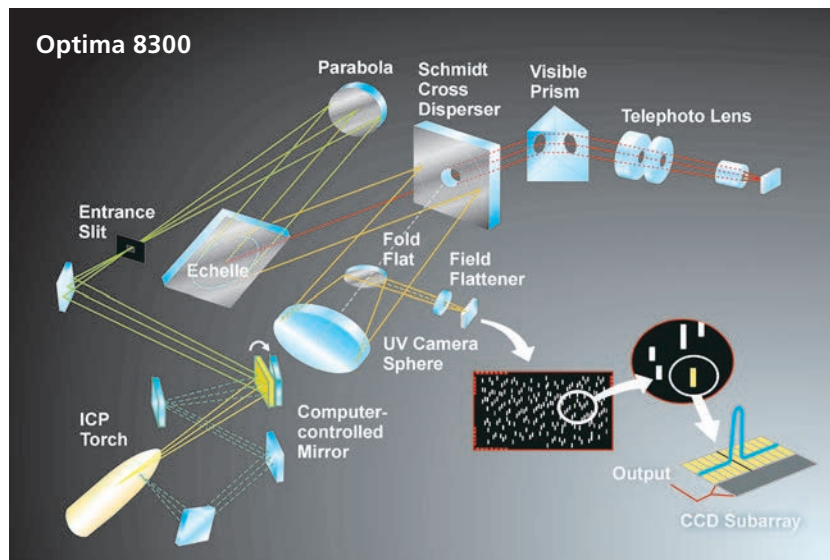 Optima 8300
Parabola
Schmidt
Cross
Disperser
Visible
Prism
Telephoto Lens
Entrance
Slit
Echelle
Fold
Flat
Field
Flattener
UV Camera
Sphere
ICP
Torch
Computer-
controlled
Mirror
Output
CCD Subarray